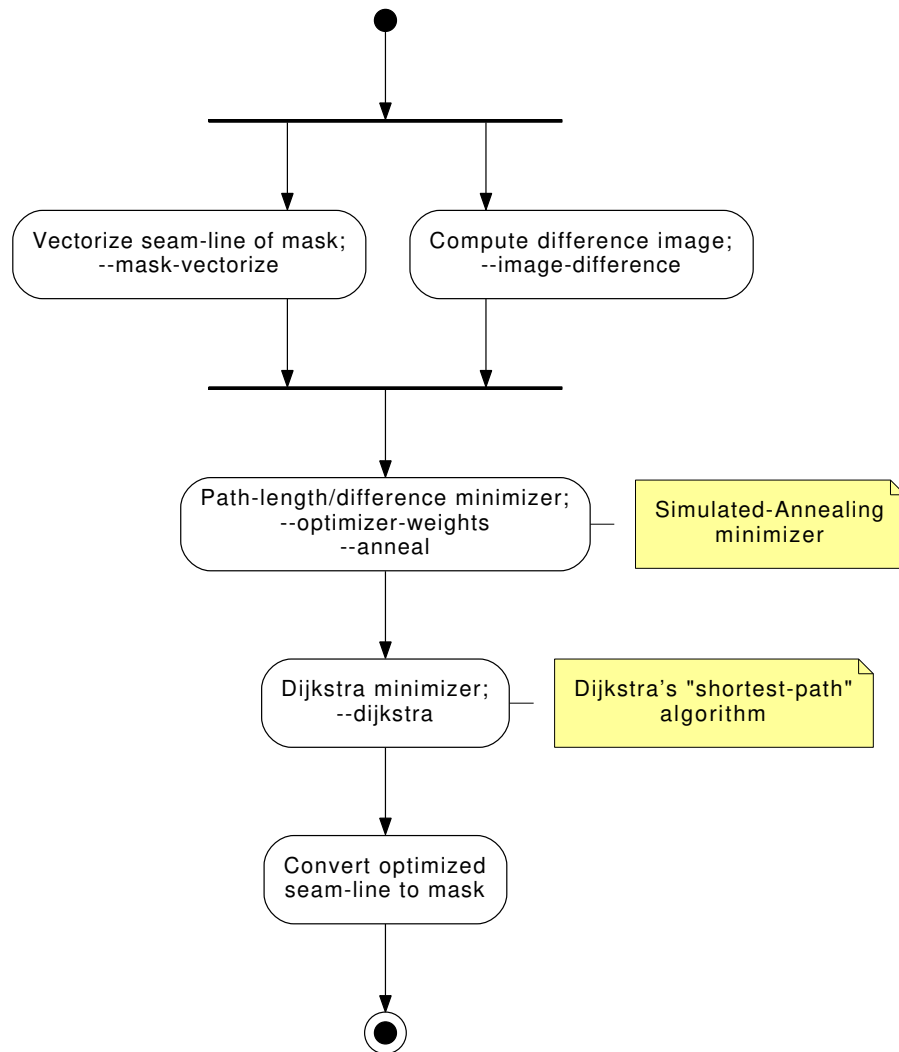 Vectorize seam-line of mask;
--mask-vectorize
Compute difference image;
--image-difference
Path-length/difference minimizer;
--optimizer-weights
--anneal
Simulated-Annealing
minimizer
Dijkstra minimizer;
--dijkstra
Dijkstra's "shortest-path"
algorithm
Convert optimized
seam-line to mask